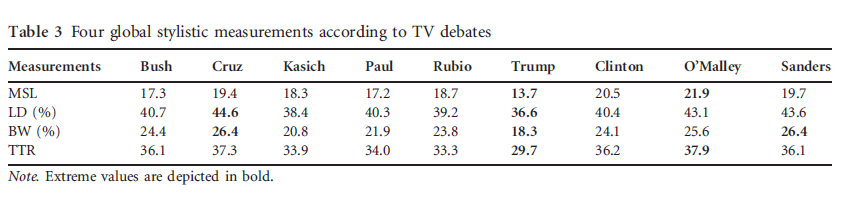 Table 3 Four global stylistic measurements according to TV debates
Measurements Bush Cruz Kasich Paul Rubio Trump Clinton O’Malley Sanders
MSL 17.3 19.4 18.3 17.2 18.7 13.7 20.5 21.9 19.7
LD (%) 40.7 44.6 38.4 40.3 39.2 36.6 40.4 43.1 43.6
BW (%) 24.4 26.4 20.8 21.9 23.8 18.3 24.1 25.6 26.4
TTR 36.1 37.3 33.9 34.0 33.3 29.7 36.2 37.9 36.1
Note. Extreme values are depicted in bold.